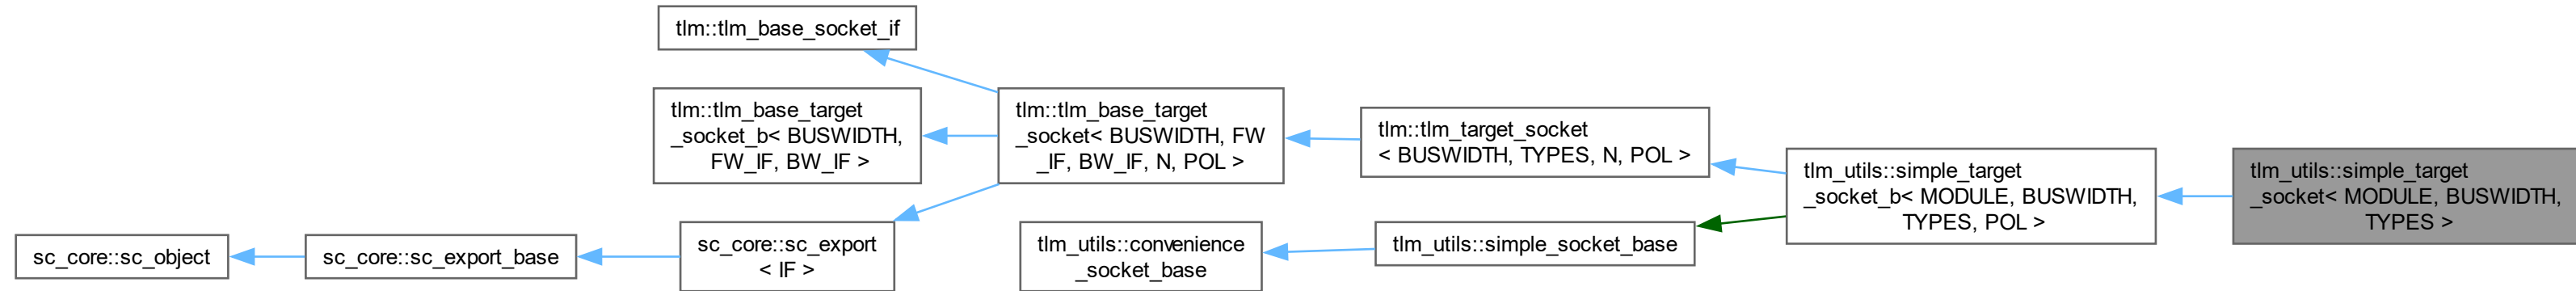 tlm::tlm_base_socket_if
tlm::tlm_base_target
_socket_b< BUSWIDTH,
FW_IF, BW_IF >
tlm::tlm_base_target
_socket< BUSWIDTH, FW
_IF, BW_IF, N, POL >
tlm::tlm_target_socket
< BUSWIDTH, TYPES, N, POL >
tlm_utils::simple_target
_socket_b< MODULE, BUSWIDTH,
TYPES, POL >
tlm_utils::simple_target
_socket< MODULE, BUSWIDTH,
TYPES >
sc_core::sc_object
sc_core::sc_export_base
sc_core::sc_export
< IF >
tlm_utils::convenience
_socket_base
tlm_utils::simple_socket_base